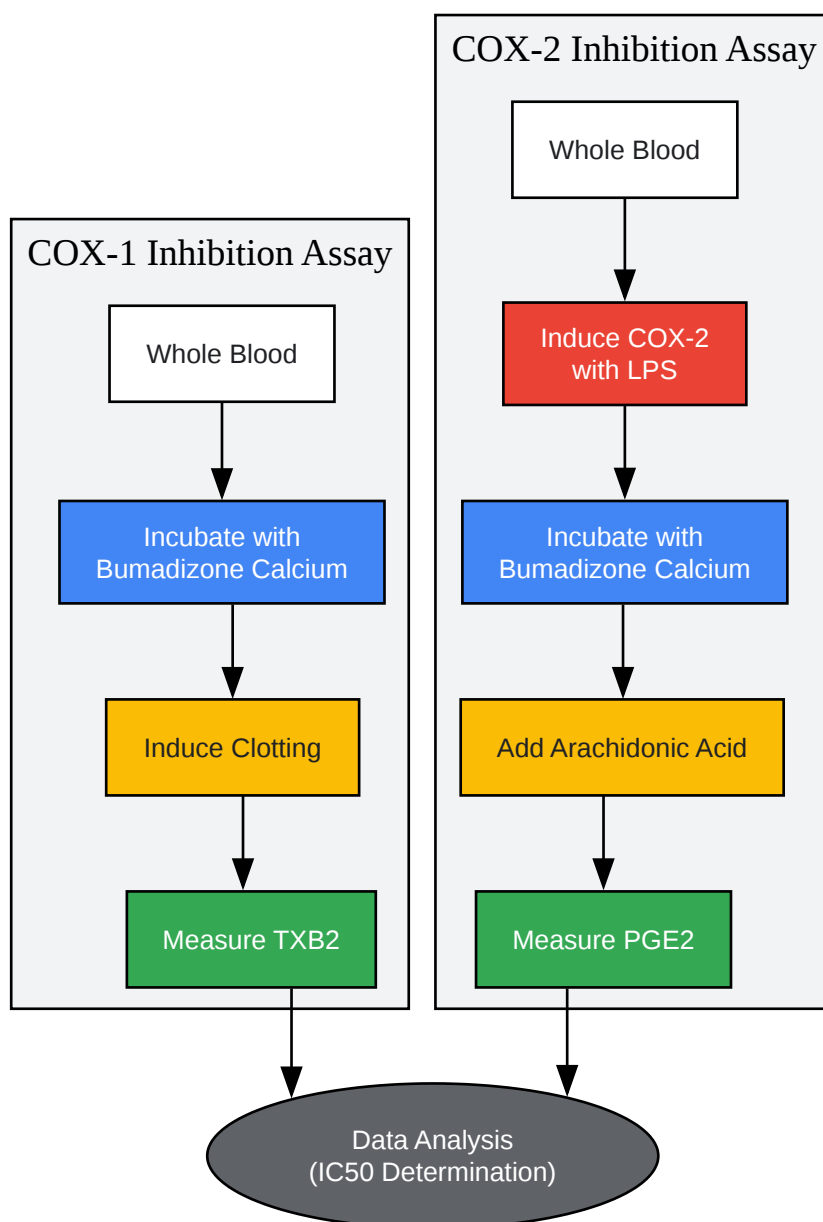 COX-1 Inhibition Assay
Whole Blood
Incubate with
Bumadizone Calcium
Induce Clotting
Measure TXB2
COX-2 Inhibition Assay
Whole Blood
Induce COX-2
with LPS
Incubate with
Bumadizone Calcium
Add Arachidonic Acid
Measure PGE2
Data Analysis
(IC50 Determination)